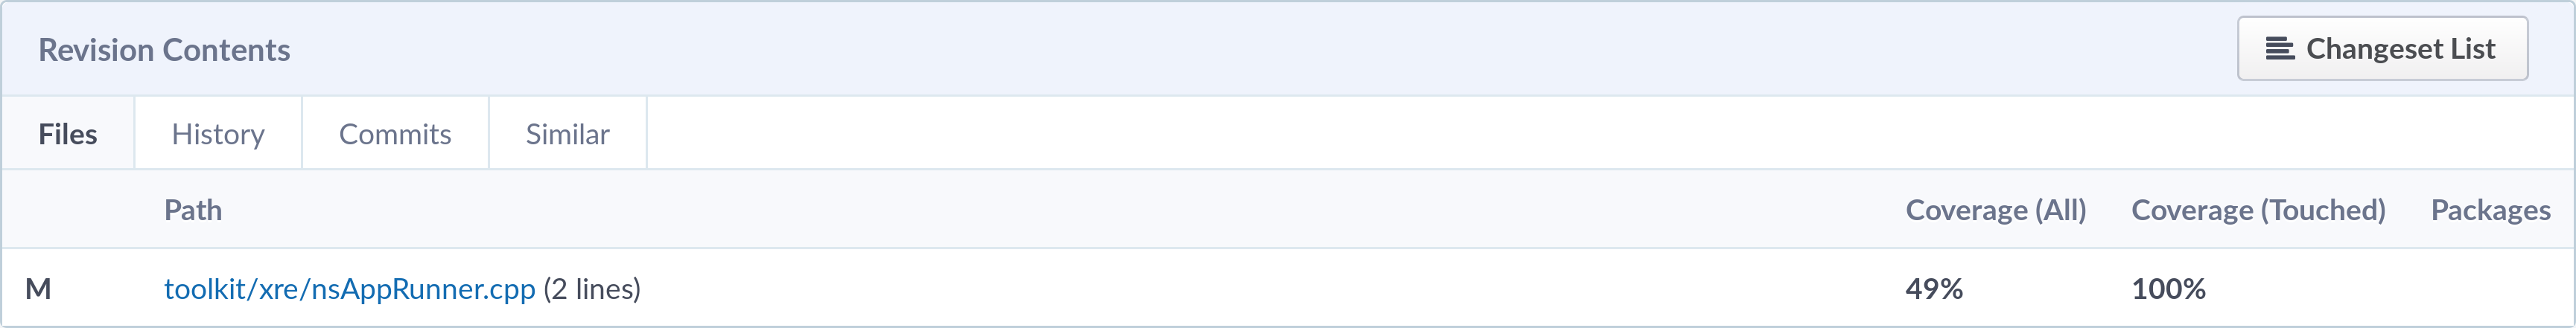 Revision Contents
Changeset List
Files History Commits Similar
Path Coverage (All) Coverage (Touched) Packages
M toolkit/xre/nsAppRunner.cpp (2 lines) 49% 100%